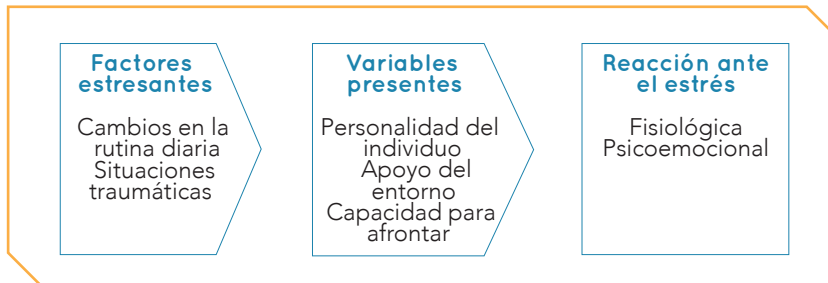 Factores
estresantes
Cambios en la
rutina diaria
Situaciones
traumáticas
Variables
presentes
Personalidad del
individuo
Apoyo del
entorno
Capacidad para
afrontar
Reacción ante
el estrés
Fisiológica
Psicoemocional